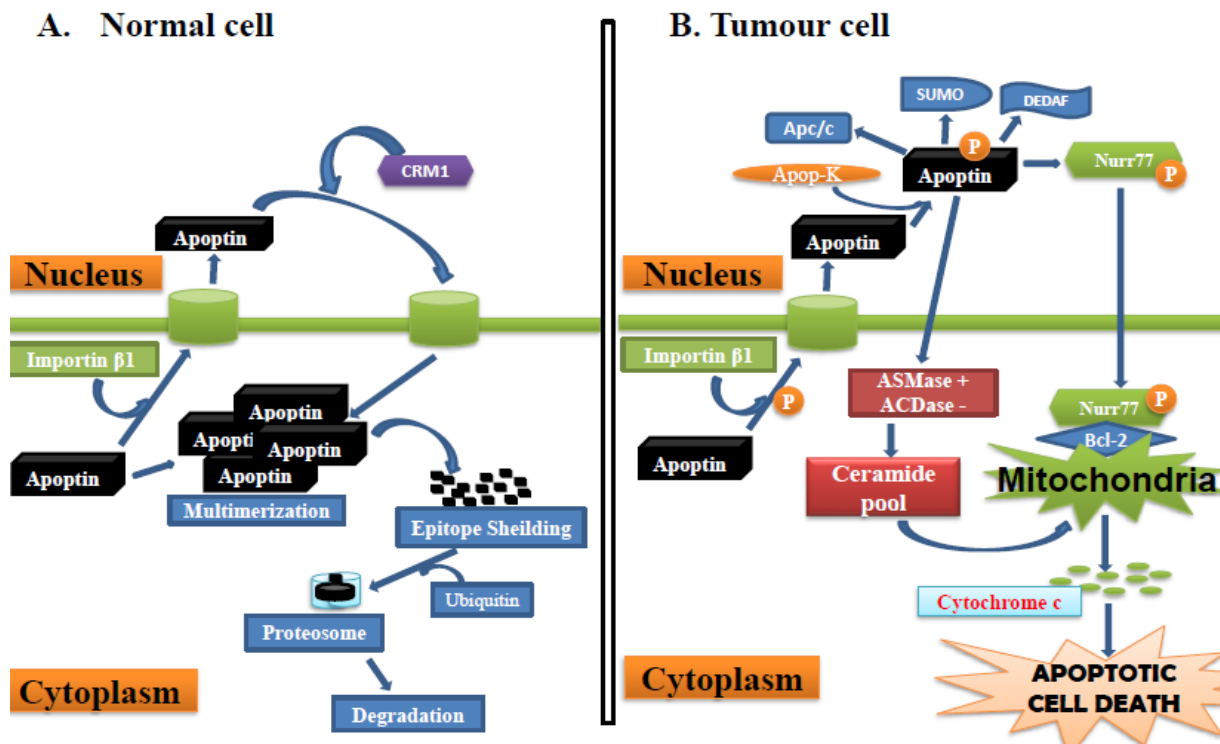 A. Normal cell
CRM1
Apoptin
Nucleus
Importin β1
Apoptin
Apoptin
Apoptin
Apoptin
Apoptin
Multimerization
Epitope Sheilding
Ubiquitin
Proteosome
Cytoplasm
Degradation
B. Tumour cell
SUMO
DEDAF
Apc/c
P
Apop-K
Apoptin
Nurr77
P
Apoptin
Nucleus
Importin β1
P
ASMase +
ACDase -
P
Nurr77
Bcl-2
Apoptin
Ceramide
pool
Mitochondria
Cytochrome c
Cytoplasm
APOPTOTIC
CELL DEATH